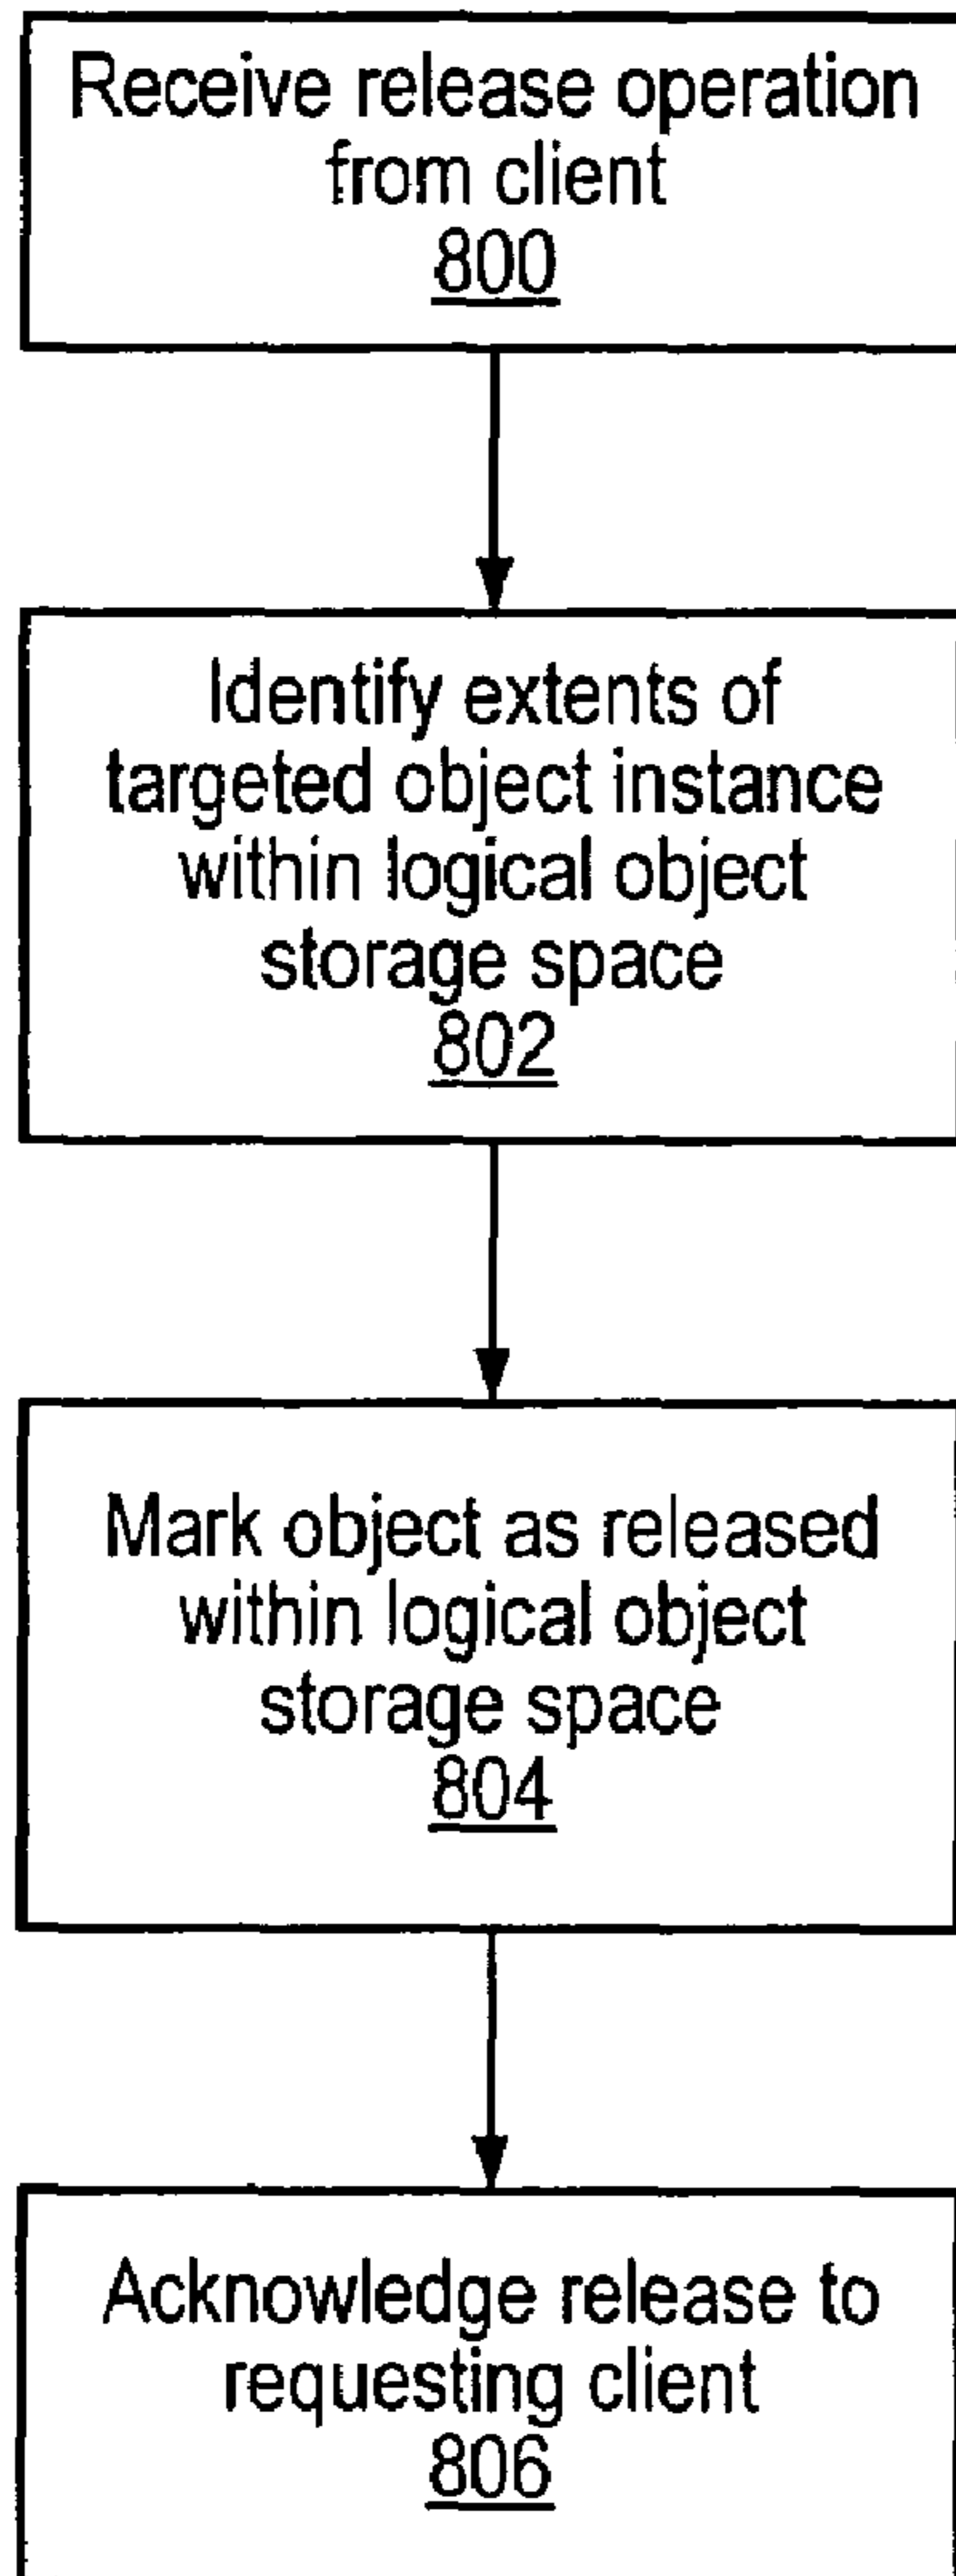 Receive release operation
from client
800
Identify extents of
targeted object instance
within logical object
storage space
802
Mark object as released
within logical object
storage space
804
Acknowledge release to
requesting client
806